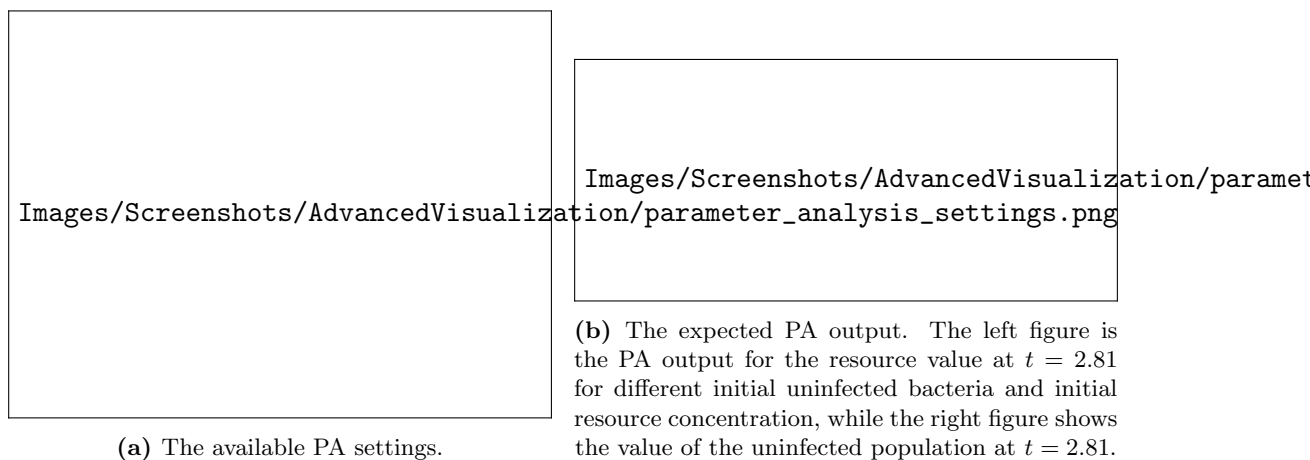 Images/Screenshots/AdvancedVisualization/parameter_analysis_settings.png
(a) The available PA settings.
Images/Screenshots/AdvancedVisualization/paramet
(b) The expected PA output. The left figure is
the PA output for the resource value at t = 2.81
for different initial uninfected bacteria and initial
resource concentration, while the right figure shows
the value of the uninfected population at t = 2.81.